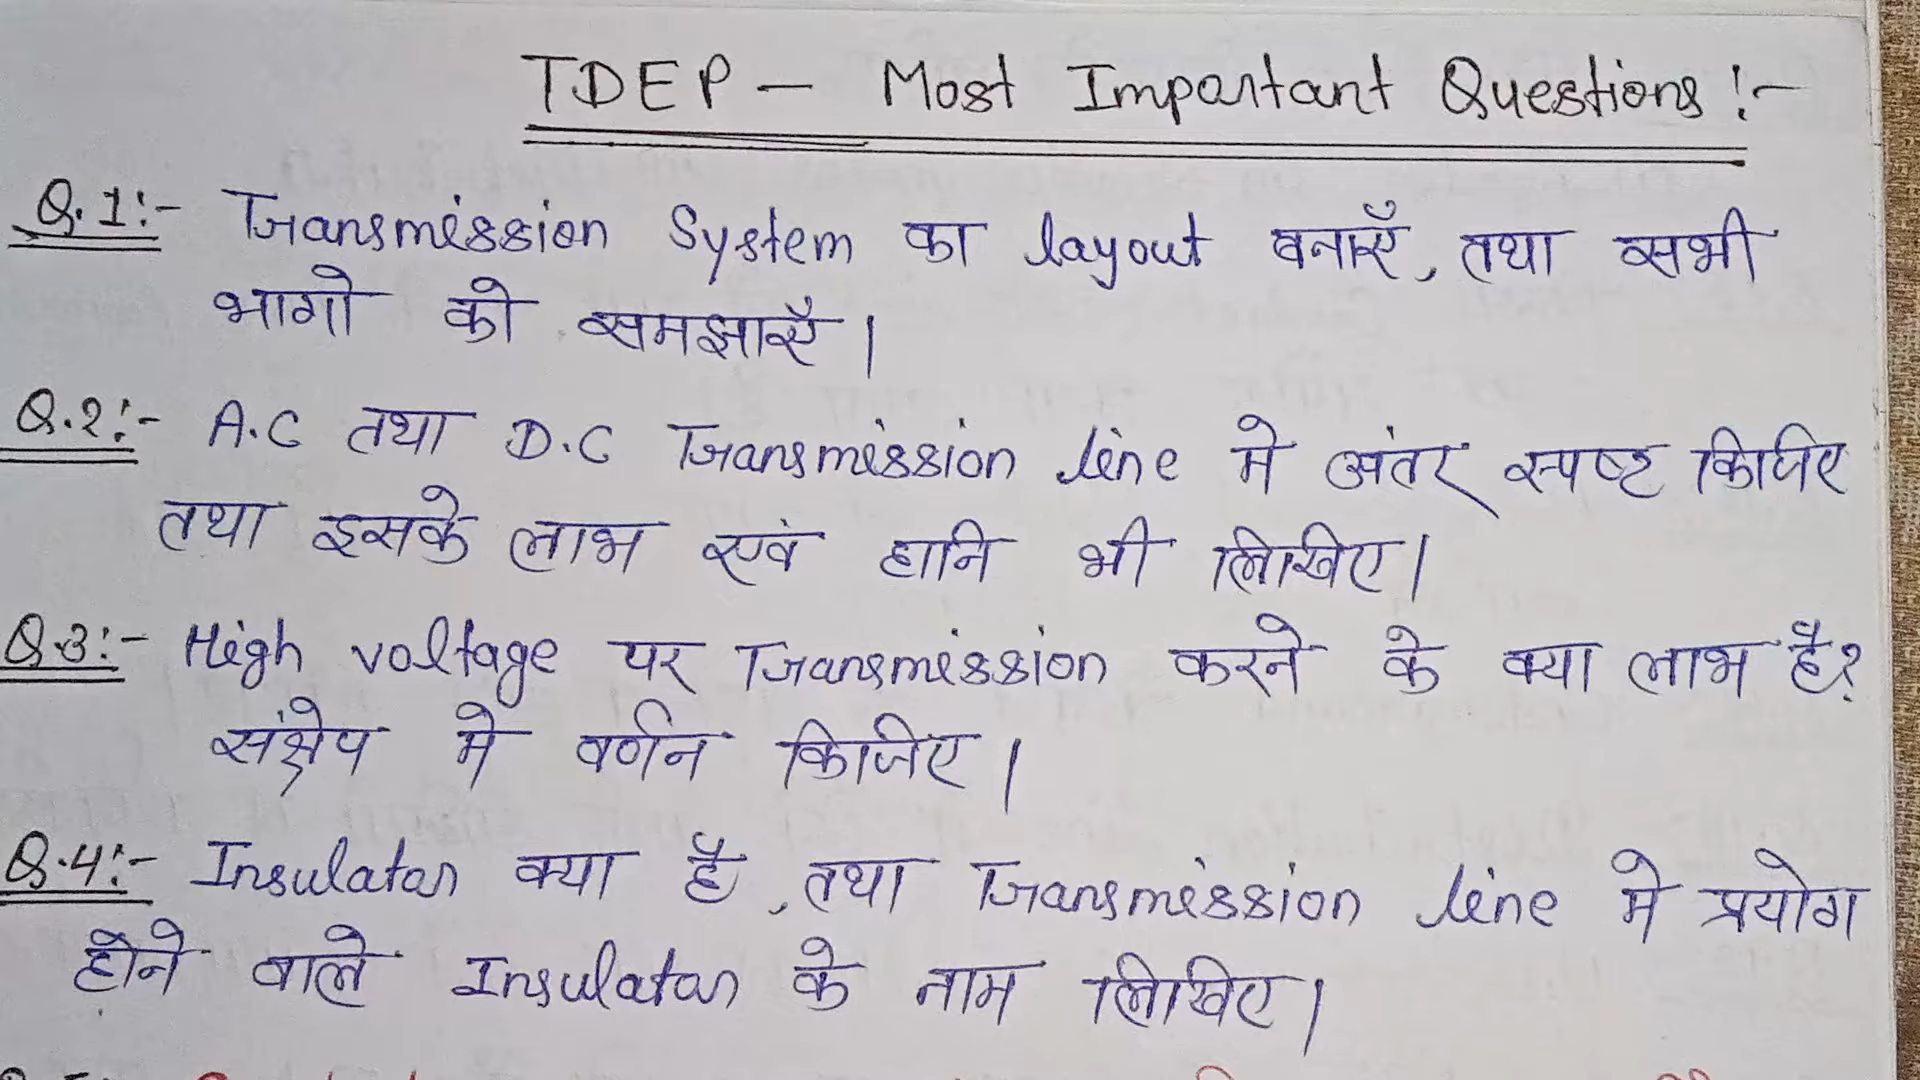 TDEP - Most Important Questions :-
Q.1:- Transmission System का layout बनाएँ, तथा सभी
भागो को समझाएँ।
Q.2:- A.C तथा D.C Transmission line मे अंतर स्पष्ट किजिए
तथा इसके लाभ एवं हानि भी लिखिए।
Q.3:- High voltage पर Transmission करने के क्या लाभ है?
संक्षेप मे वर्णन किजिए।
Q.4:- Insulator क्या है, तथा Transmission line मे प्रयोग
होने वाले Insulator के नाम लिखिए।